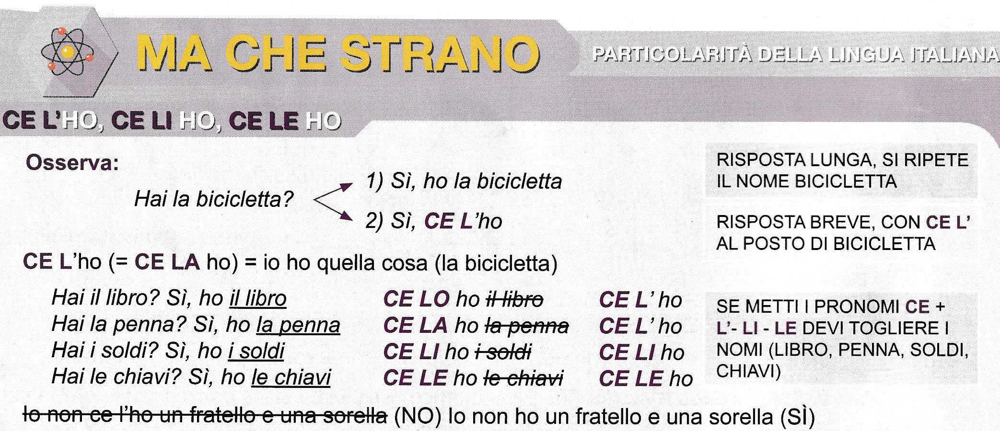 MA CHE STRANO
PARTICOLARITÀ DELLA LINGUA ITALIANA
CE L'HO, CE LI HO, CE LE HO
Osserva:
Hai la bicicletta?
1) Sì, ho la bicicletta
2) Sì, CE L'ho
RISPOSTA LUNGA, SI RIPETE
IL NOME BICICLETTA
RISPOSTA BREVE, CON CE L'
AL POSTO DI BICICLETTA
CE L'ho (= CE LA ho) = io ho quella cosa (la bicicletta)
Hai il libro? Sì, ho il libro CE LO ho il libro CE L' ho
Hai la penna? Sì, ho la penna CE LA ho la penna CE L' ho
Hai i soldi? Sì, ho i soldi CE LI ho i soldi CE LI ho
Hai le chiavi? Sì, ho le chiavi CE LE ho le chiavi CE LE ho
SE METTI I PRONOMI CE +
L'- LI - LE DEVI TOGLIERE I
NOMI (LIBRO, PENNA, SOLDI,
CHIAVI)
Io non ce l'ho un fratello e una sorella (NO) Io non ho un fratello e una sorella (SÌ)